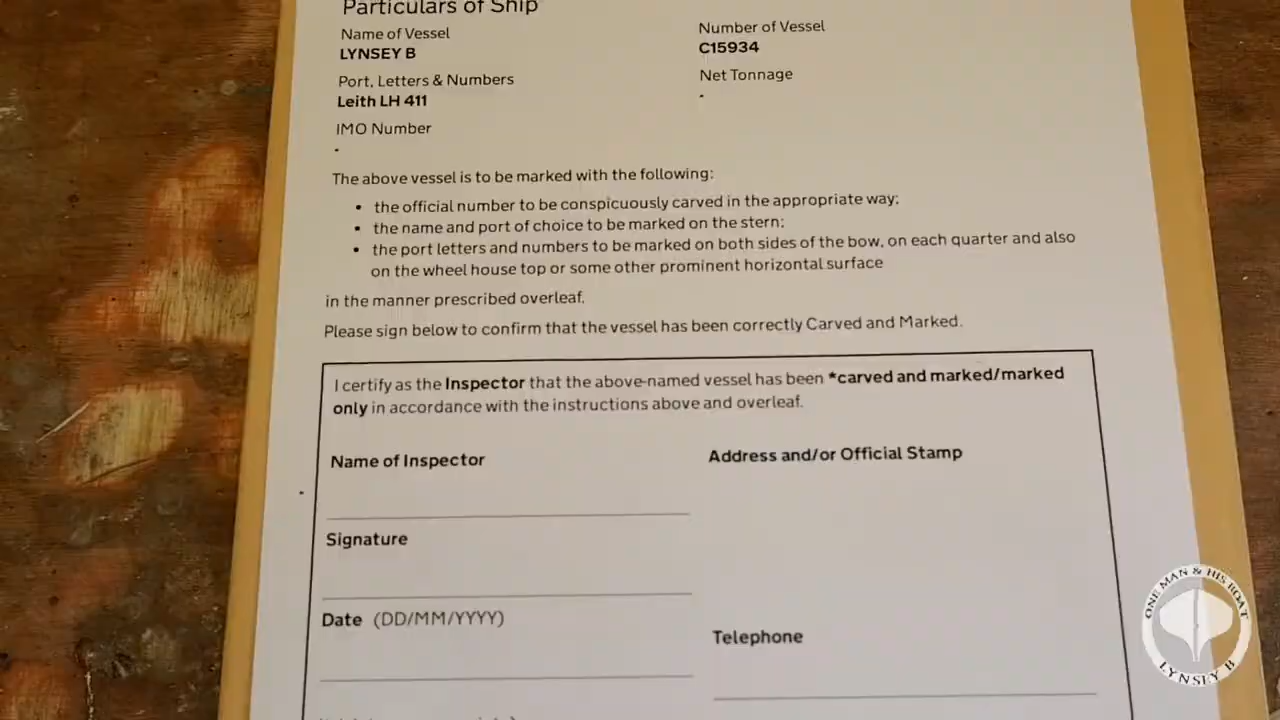 Particulars of Ship
Name of Vessel
LYNSEY B
Number of Vessel
C15934
Port, Letters & Numbers
Leith LH 411
Net Tonnage
-
IMO Number
-
The above vessel is to be marked with the following:
• the official number to be conspicuously carved in the appropriate way;
• the name and port of choice to be marked on the stern;
• the port letters and numbers to be marked on both sides of the bow, on each quarter and also
on the wheel house top or some other prominent horizontal surface
in the manner prescribed overleaf.
Please sign below to confirm that the vessel has been correctly Carved and Marked.
I certify as the Inspector that the above-named vessel has been *carved and marked/marked
only in accordance with the instructions above and overleaf.
Name of Inspector
Address and/or Official Stamp
Signature
Date (DD/MM/YYYY)
Telephone
ONE MAN & HIS BOAT
LYNSEY B